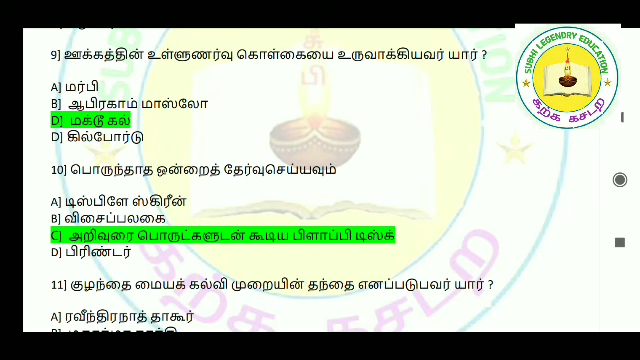 9] ஊக்கத்தின் உள்ளுணர்வு கொள்கையை உருவாக்கியவர் யார் ?
A] மர்பி
B] ஆபிரகாம் மாஸ்லோ
D] மக்டூ கல்
D] கில்போர்டு
10] பொருந்தாத ஒன்றைத் தேர்வுசெய்யவும்
A] டிஸ்பிளே ஸ்கிரீன்
B] விசைப்பலகை
C] அறிவுரை பொருட்களுடன் கூடிய பிளாப்பி டிஸ்க்
D] பிரிண்டர்
11] குழந்தை மையக் கல்வி முறையின் தந்தை எனப்படுபவர் யார் ?
A] ரவீந்திரநாத் தாகூர்
SUBHI LEGENDRY EDUCATION
கற்க கசடற